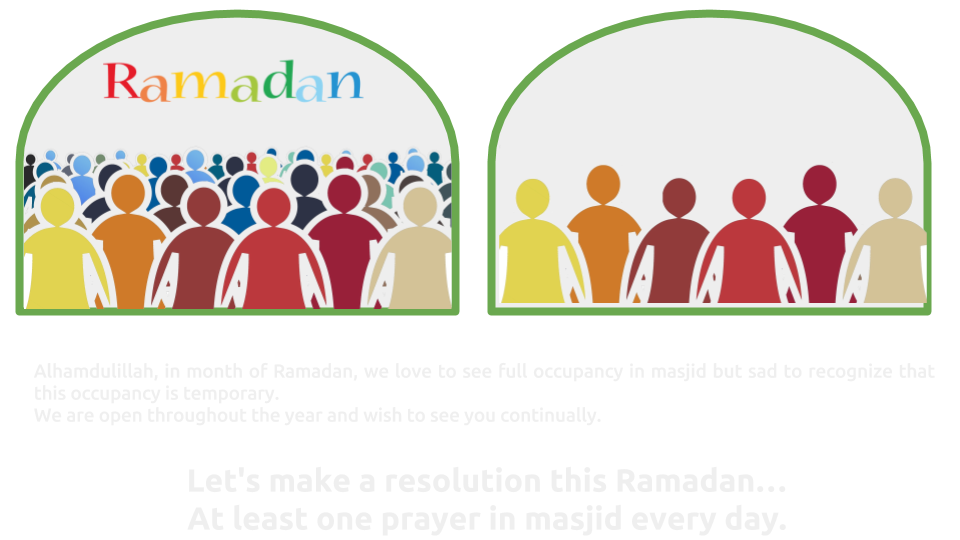 Ramadan
Alhamdulillah, in month of Ramadan, we love to see full occupancy in masjid but sad to recognize that
this occupancy is temporary.
We are open throughout the year and wish to see you continually.
Let's make a resolution this Ramadan...
At least one prayer in masjid every day.